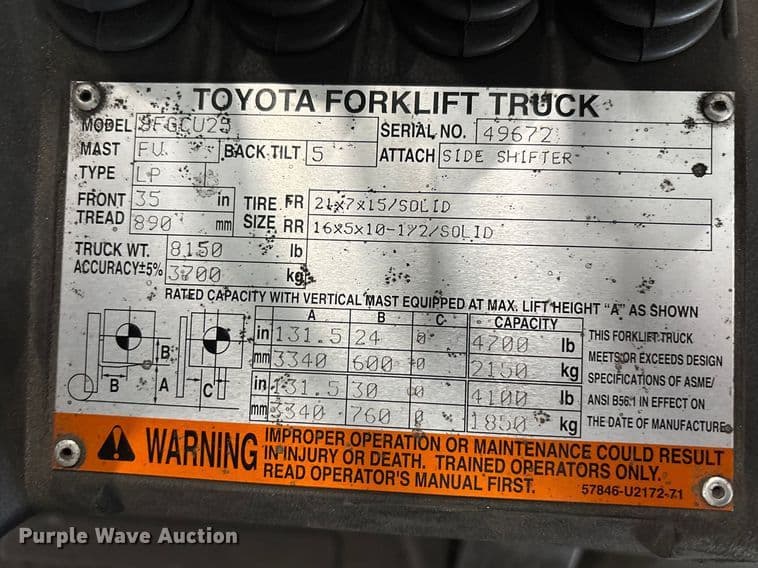 TOYOTA FORKLIFT TRUCK
MODEL 8FGCU25 SERIAL NO. 49672
MAST FV BACK TILT 5 ATTACH SIDE SHIFTER
TYPE LP
FRONT TREAD 35 in 890 mm
TIRE SIZE FR 21x7x15/SOLID
RR 16x5x10-1/2/SOLID
TRUCK WT. 8150 lb
ACCURACY±5% 3700 kg
RATED CAPACITY WITH VERTICAL MAST EQUIPPED AT MAX. LIFT HEIGHT "A" AS SHOWN
A B C CAPACITY
in 131.5 24 0 4700 lb
mm 3340 600 0 2150 kg
in 131.5 30 0 4100 lb
mm 3340 760 0 1850 kg
B
B A C
THIS FORKLIFT TRUCK
MEETS OR EXCEEDS DESIGN
SPECIFICATIONS OF ASME/
ANSI B56.1 IN EFFECT ON
THE DATE OF MANUFACTURE
WARNING
IMPROPER OPERATION OR MAINTENANCE COULD RESULT
IN INJURY OR DEATH. TRAINED OPERATORS ONLY.
READ OPERATOR'S MANUAL FIRST.
57846-U2172-71
Purple Wave Auction